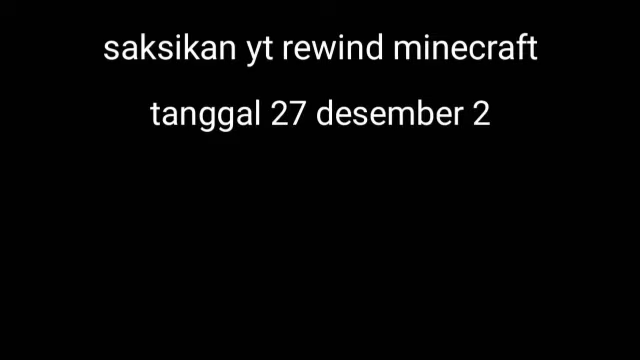 saksikan yt rewind minecraft
tanggal 27 desember 2